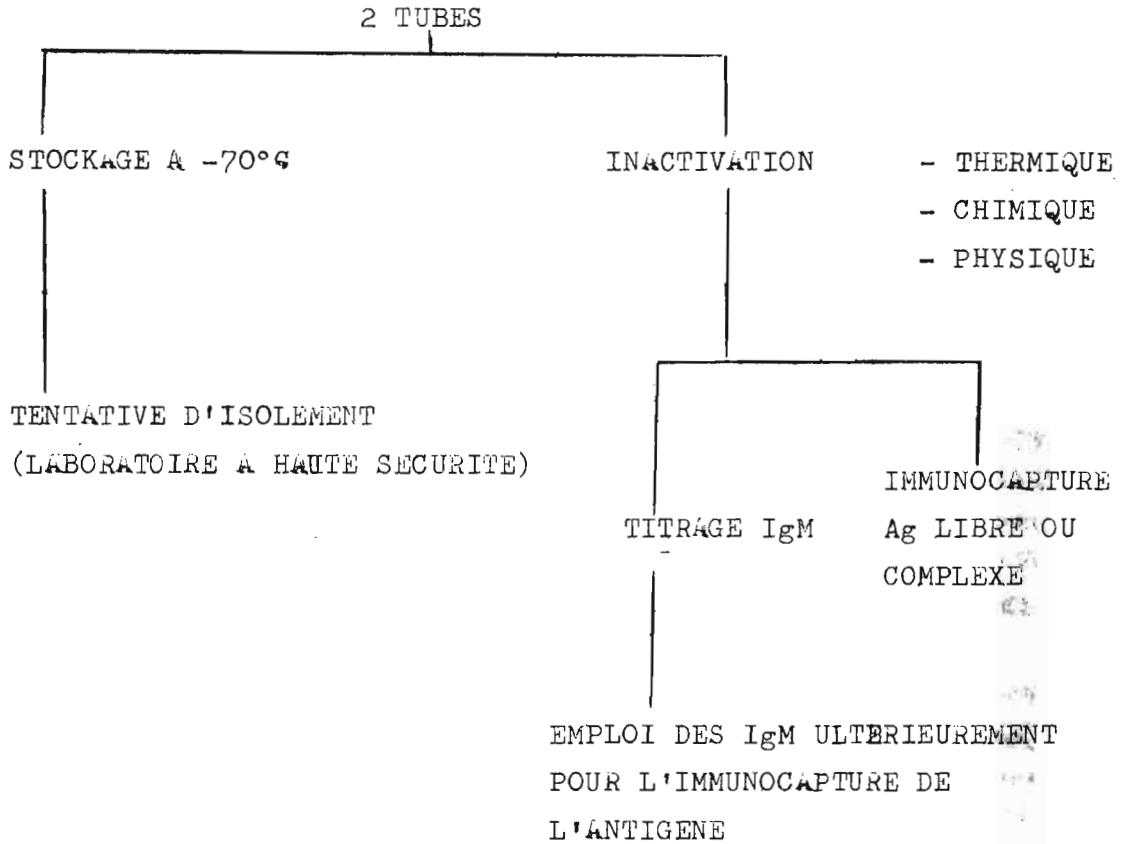 2 TUBES
STOCKAGE A -70°C
INACTIVATION
- THERMIQUE
- CHIMIQUE
- PHYSIQUE
TENTATIVE D'ISOLEMENT
(LABORATOIRE A HAUTE SECURITE)
TITRAGE IgM
IMMUNOCAPTURE
Ag LIBRE OU
COMPLEXE
EMPLOI DES IgM ULTERIEUREMENT
POUR L'IMMUNOCAPTURE DE
L'ANTIGENE